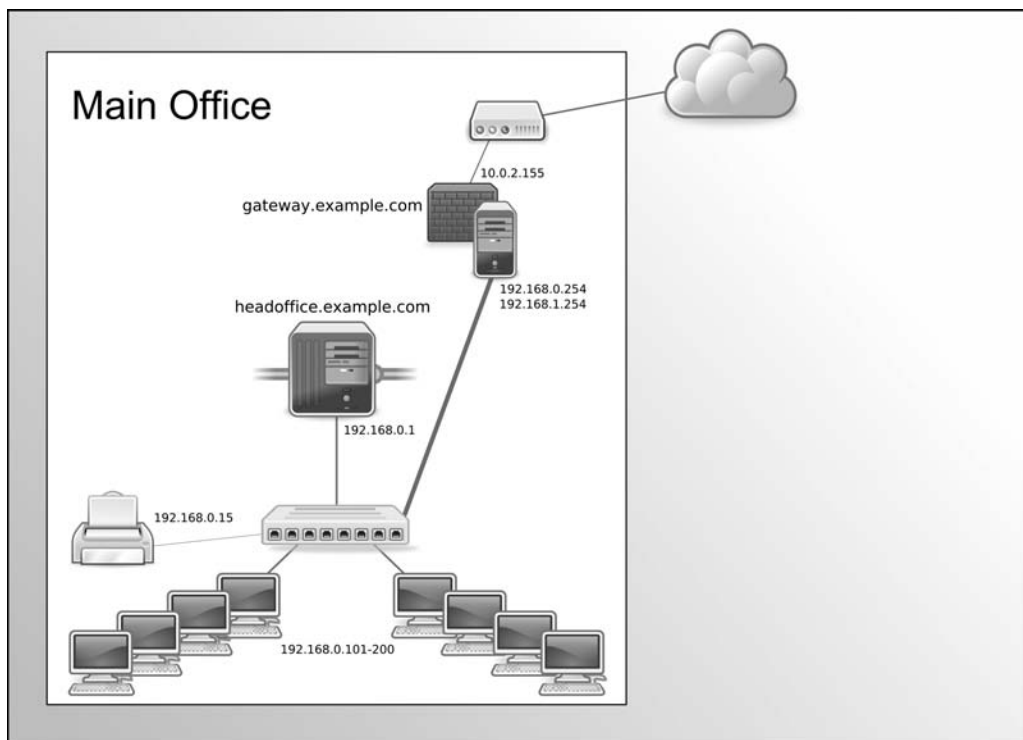 Main Office
10.0.2.155
gateway.example.com
192.168.0.254
192.168.1.254
headoffice.example.com
192.168.0.1
192.168.0.15
192.168.0.101-200